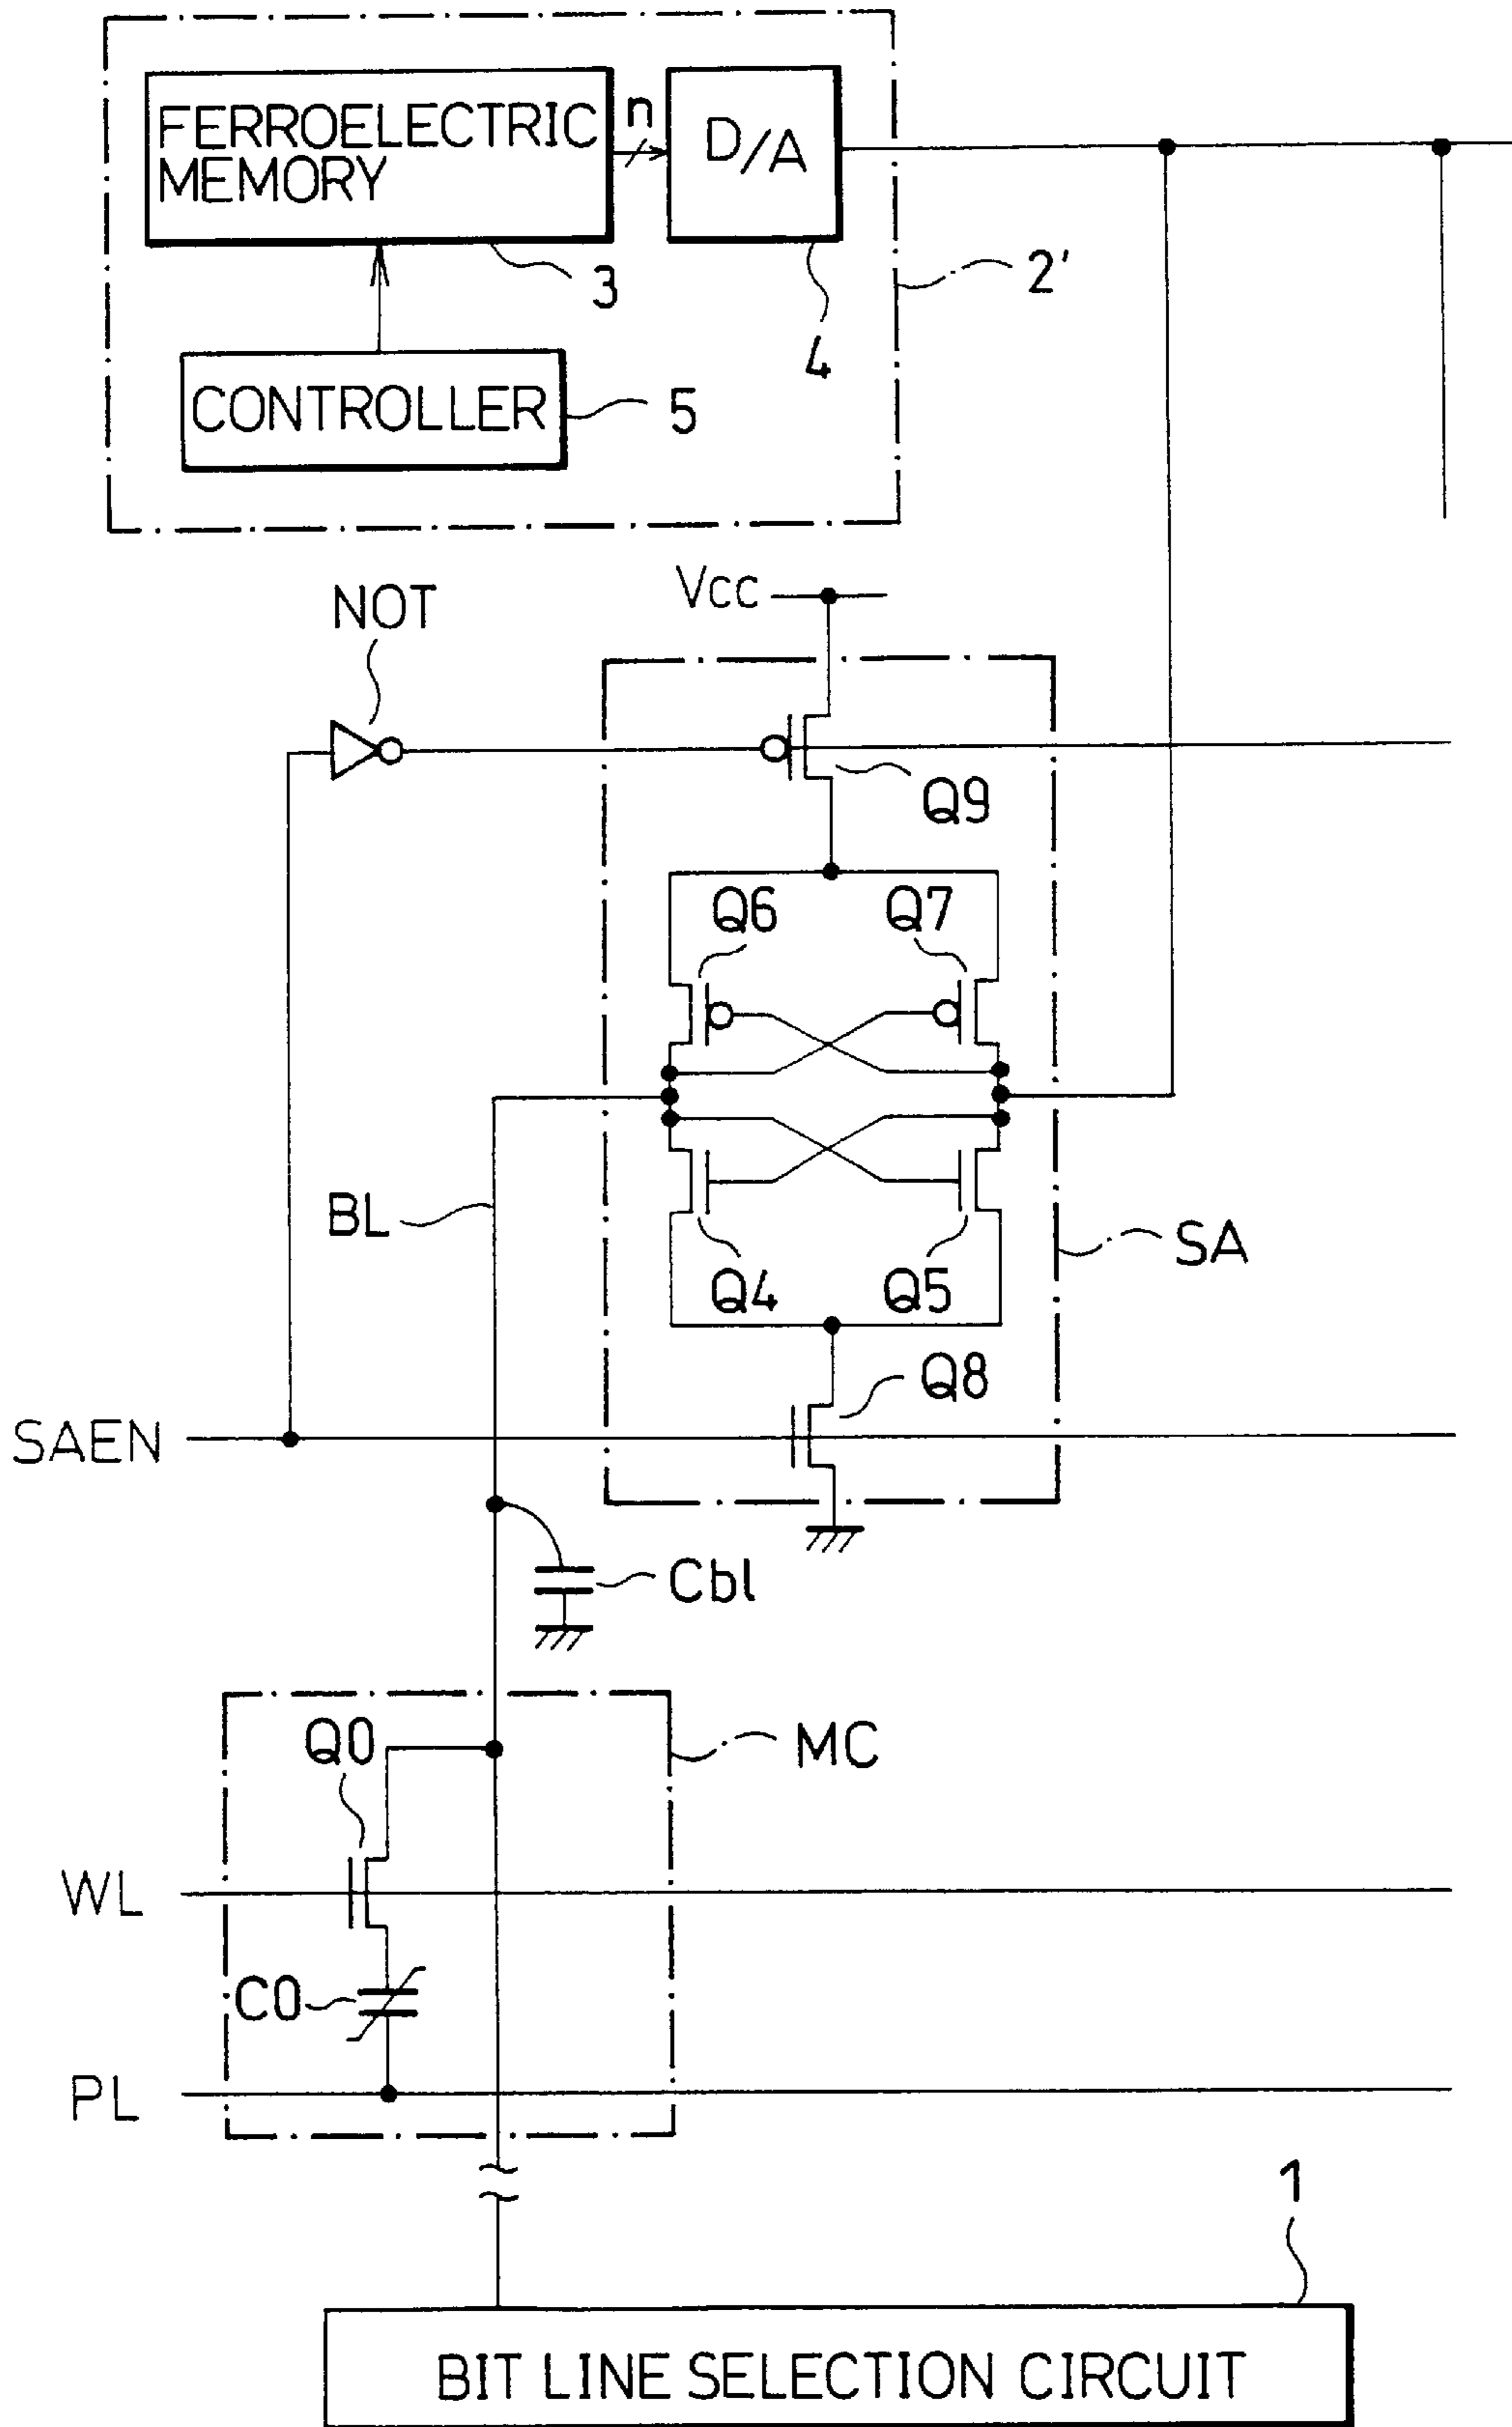 FERROELECTRIC
MEMORY
n
D/A
3
4
2'
CONTROLLER
5
NOT
Vcc
Q9
Q6
Q7
BL
Q4
Q5
SA
Q8
SAEN
Cbl
Q0
MC
WL
C0
PL
1
BIT LINE SELECTION CIRCUIT